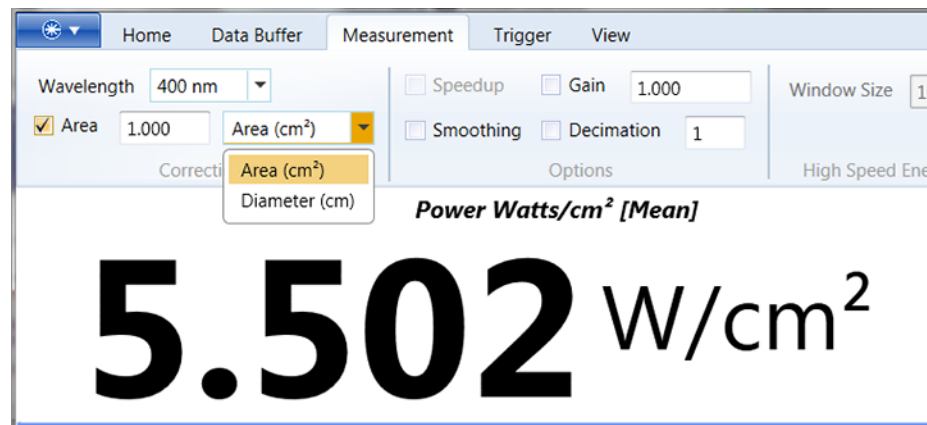 Home Data Buffer Measurement Trigger View
Wavelength 400 nm Speedup Gain 1.000 Window Size 1
Area 1.000 Area (cm²) Smoothing Decimation 1
Area (cm²)
Diameter (cm)
Options
Power Watts/cm² [Mean]
5.502 W/cm²